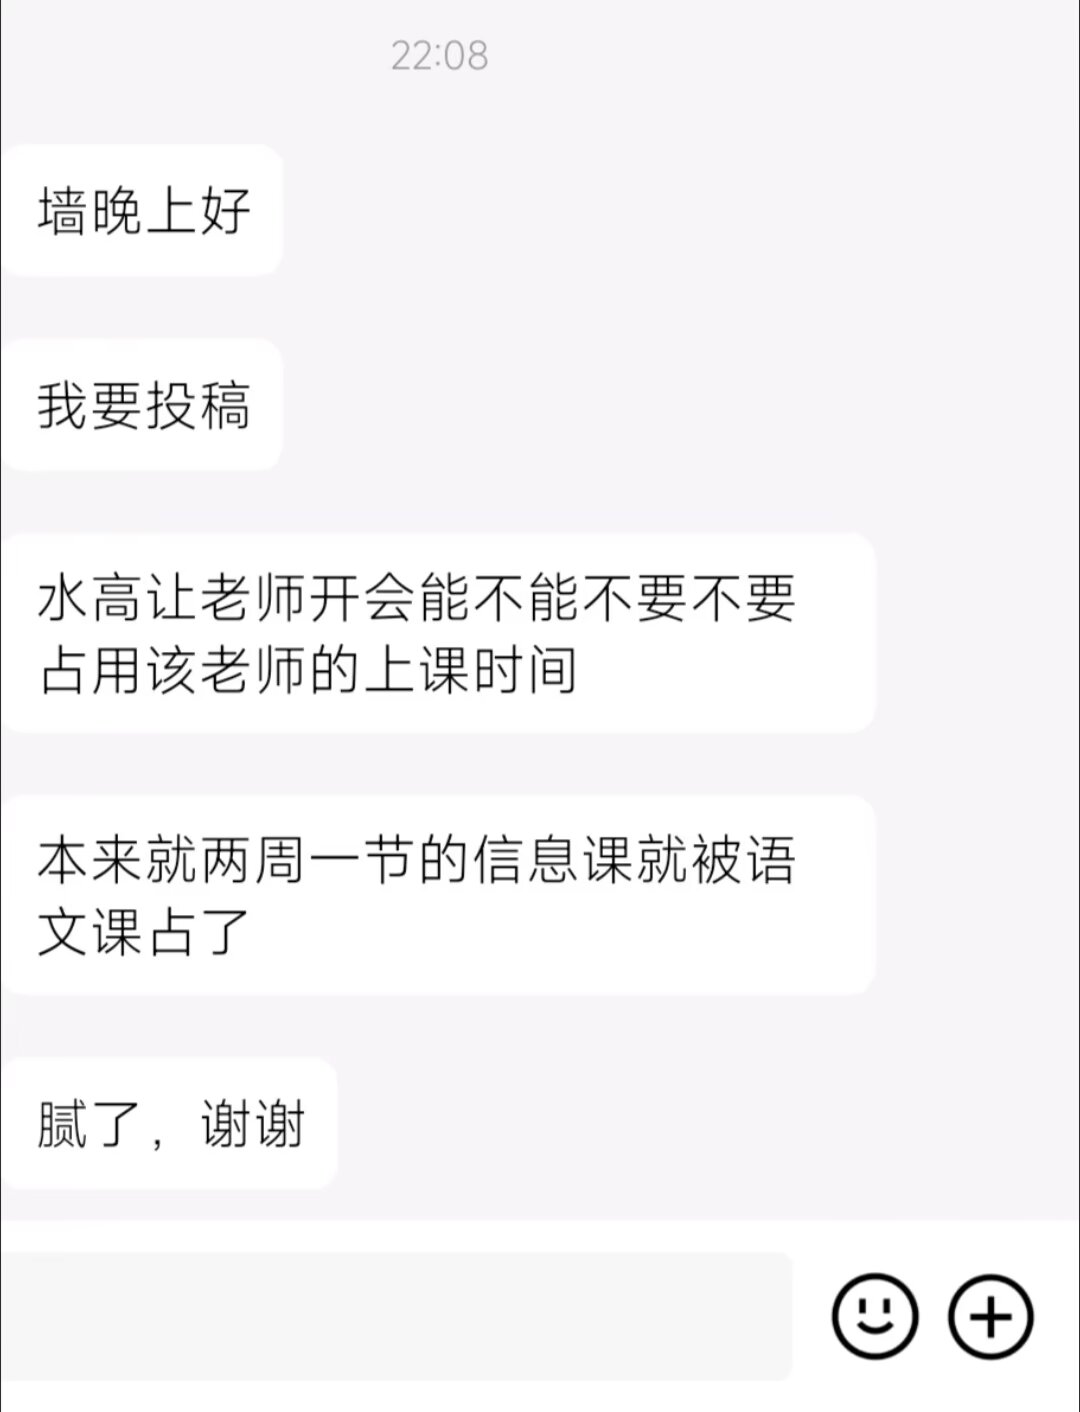 22:08
墙晚上好
我要投稿
水高让老师开会能不能不要不要
占用该老师的上课时间
本来就两周一节的信息课就被语
文课占了
腻了，谢谢